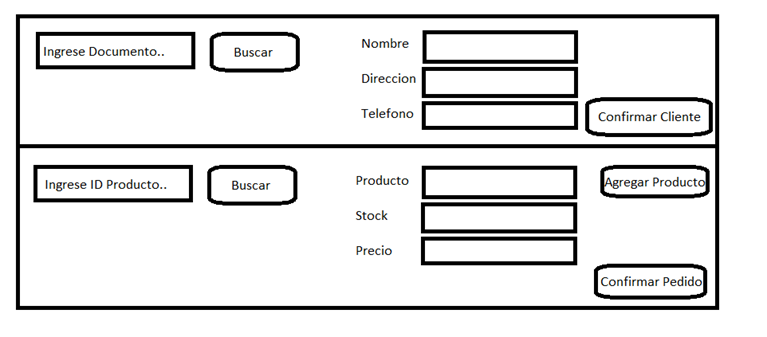 Ingrese Documento..
Buscar
Nombre
Direccion
Telefono
Confirmar Cliente
Ingrese ID Producto..
Buscar
Producto
Agregar Producto
Stock
Precio
Confirmar Pedido